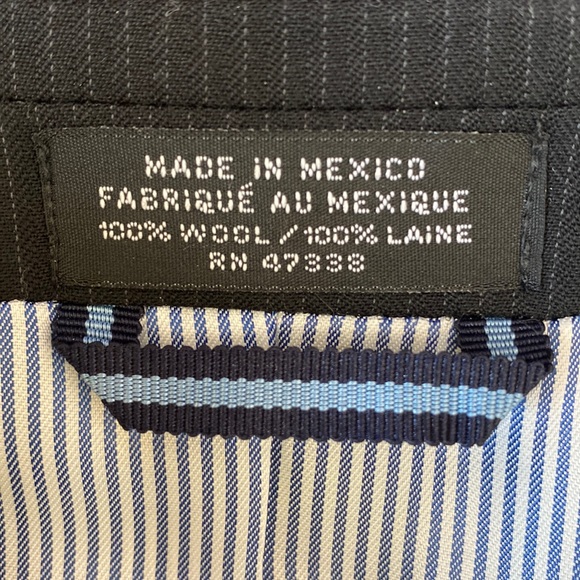 MADE IN MEXICO
FABRIQUÉ AU MEXIQUE
100% WOOL/100% LAINE
RN 47338